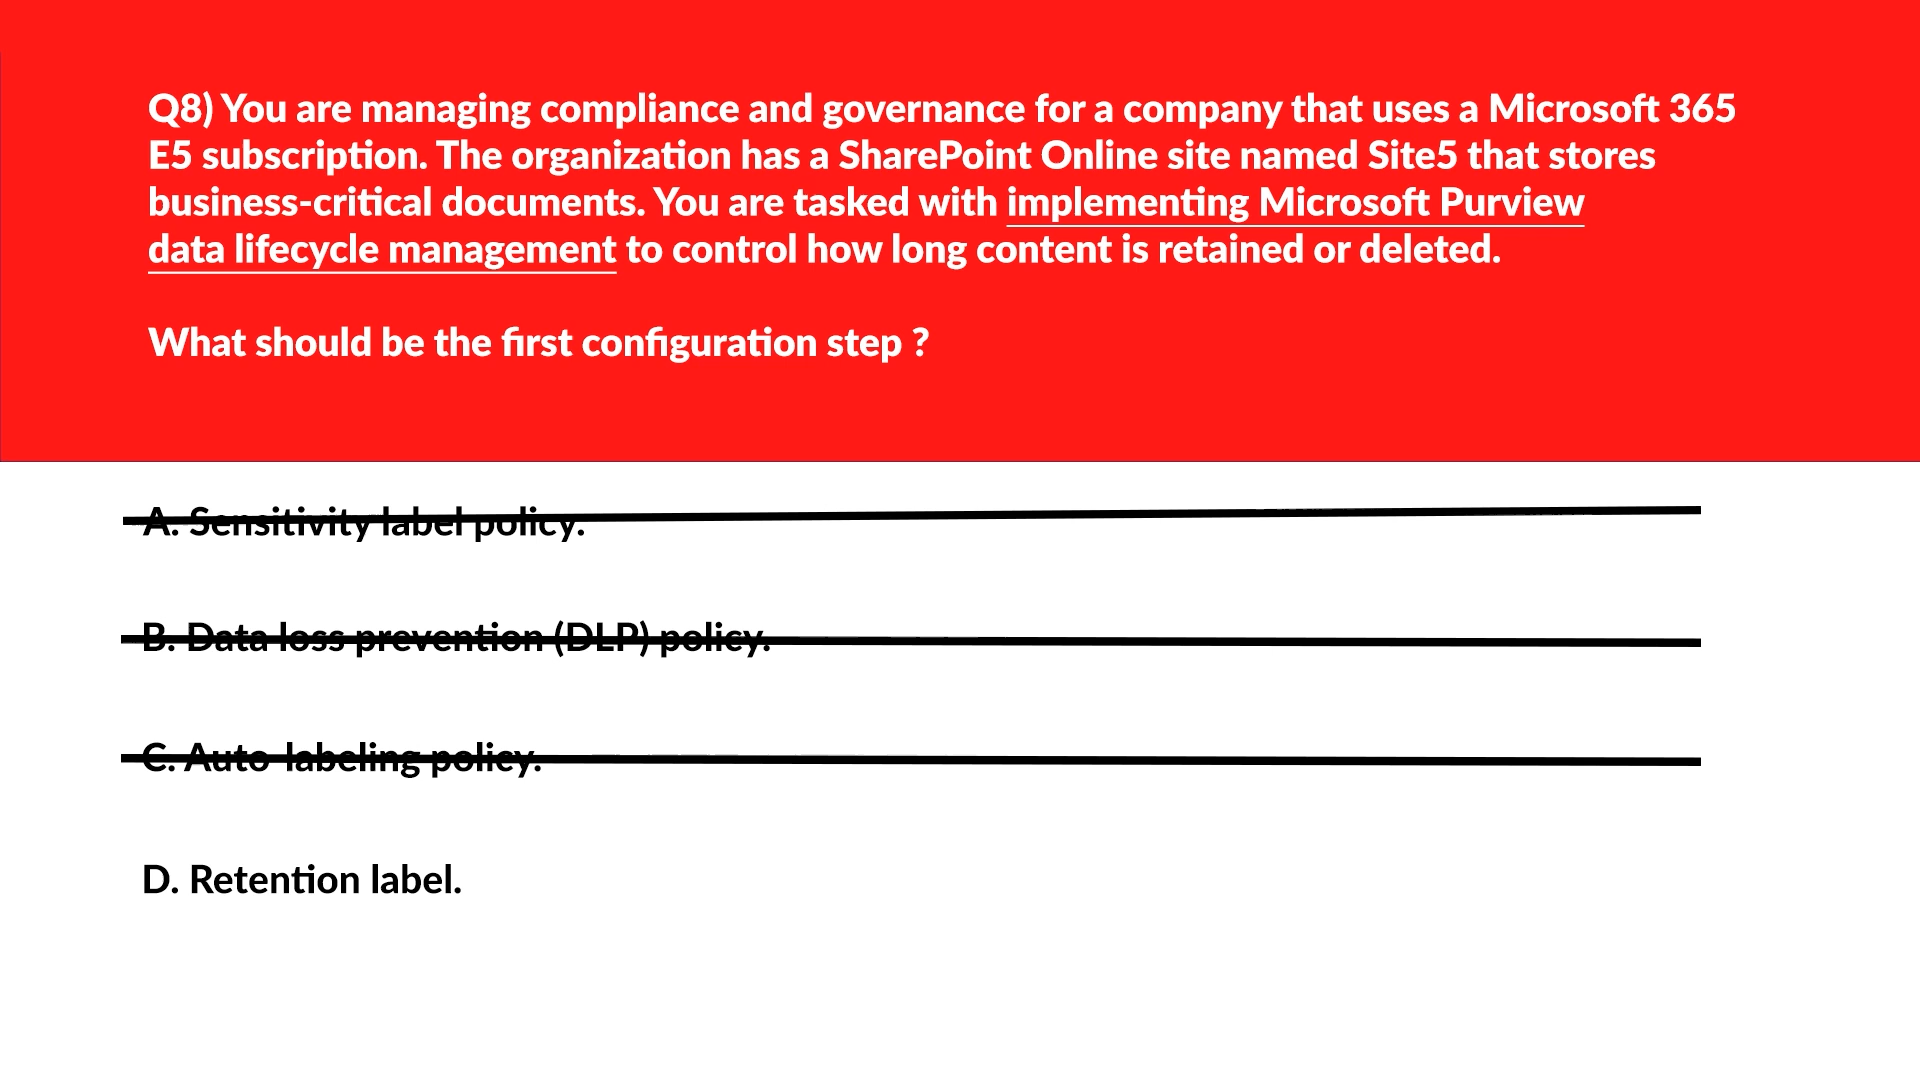 Q8) You are managing compliance and governance for a company that uses a Microsoft 365
E5 subscription. The organization has a SharePoint Online site named Site5 that stores
business-critical documents. You are tasked with implementing Microsoft Purview
data lifecycle management to control how long content is retained or deleted.
What should be the first configuration step ?
A. Sensitivity label policy.
B. Data loss prevention (DLP) policy.
C. Auto-labeling policy.
D. Retention label.